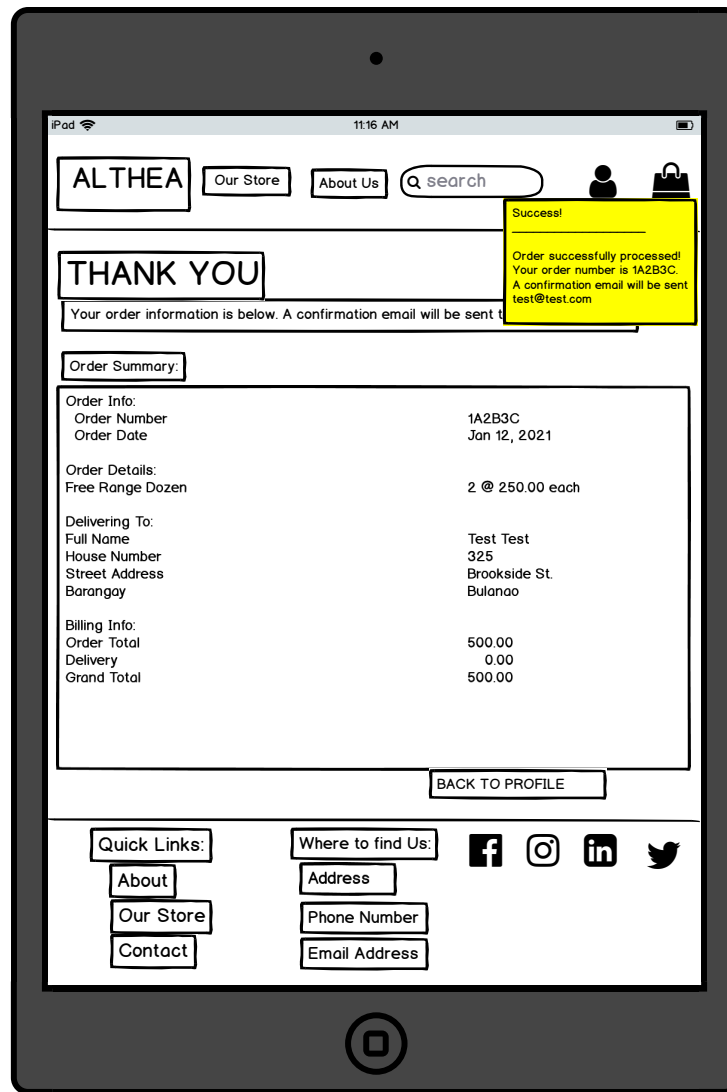 iPad 11:16 AM
ALTHEA Our Store About Us search
Success!
Order successfully processed!
Your order number is 1A2B3C.
A confirmation email will be sent
test@test.com
THANK YOU
Your order information is below. A confirmation email will be sent
Order Summary:
Order Info:
Order Number 1A2B3C
Order Date Jan 12, 2021
Order Details:
Free Range Dozen 2 @ 250.00 each
Delivering To:
Full Name Test Test
House Number 325
Street Address Brookside St.
Barangay Bulanao
Billing Info:
Order Total 500.00
Delivery 0.00
Grand Total 500.00
BACK TO PROFILE
Quick Links:
About
Our Store
Contact
Where to find Us:
Address
Phone Number
Email Address